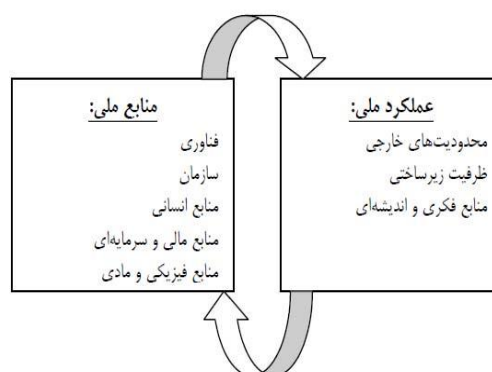 عملکرد ملی:
محدودیت‌های خارجی
ظرفیت زیرساختی
منابع فکری و اندیشه‌ای
منابع ملی:
فناوری
سازمان
منابع انسانی
منابع مالی و سرمایه‌ای
منابع فیزیکی و مادی